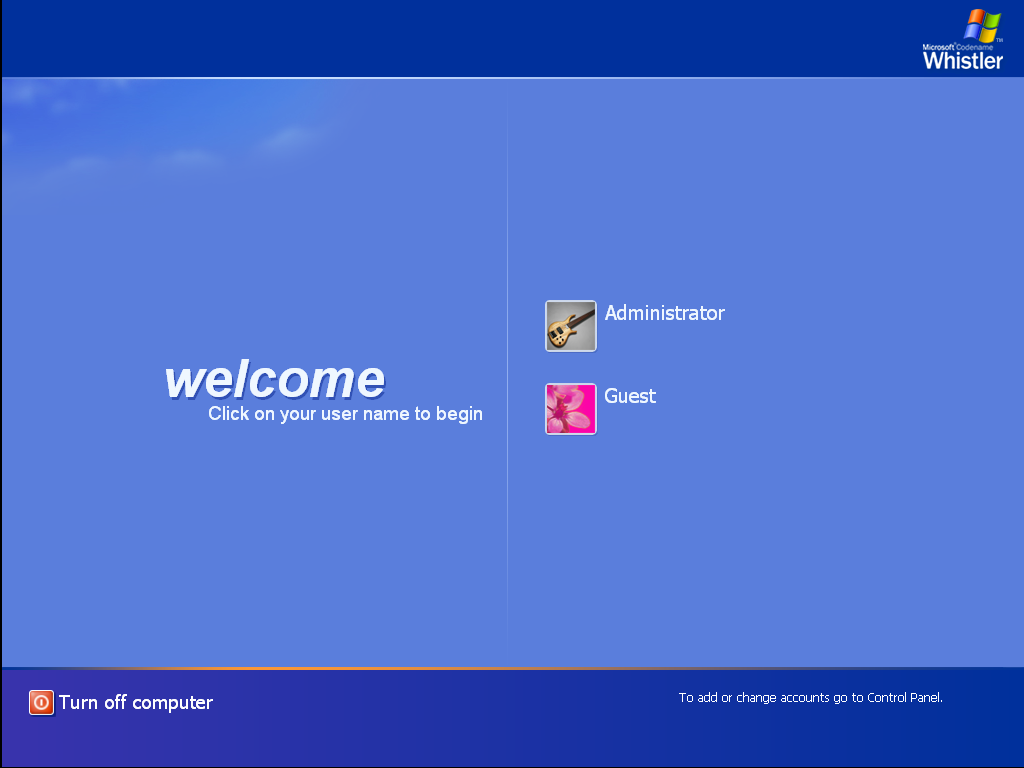 Microsoft Codename
Whistler
Administrator
welcome
Click on your user name to begin
Guest
Turn off computer
To add or change accounts go to Control Panel.